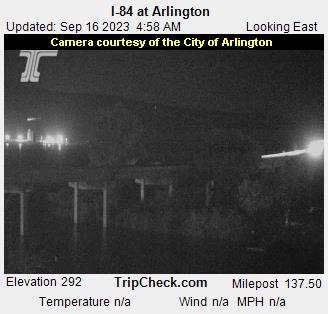 I-84 at Arlington
Updated: Sep 16 2023 4:58 AM Looking East
Camera courtesy of the City of Arlington
Elevation 292 TripCheck.com Milepost 137.50
Temperature n/a Wind n/a MPH n/a